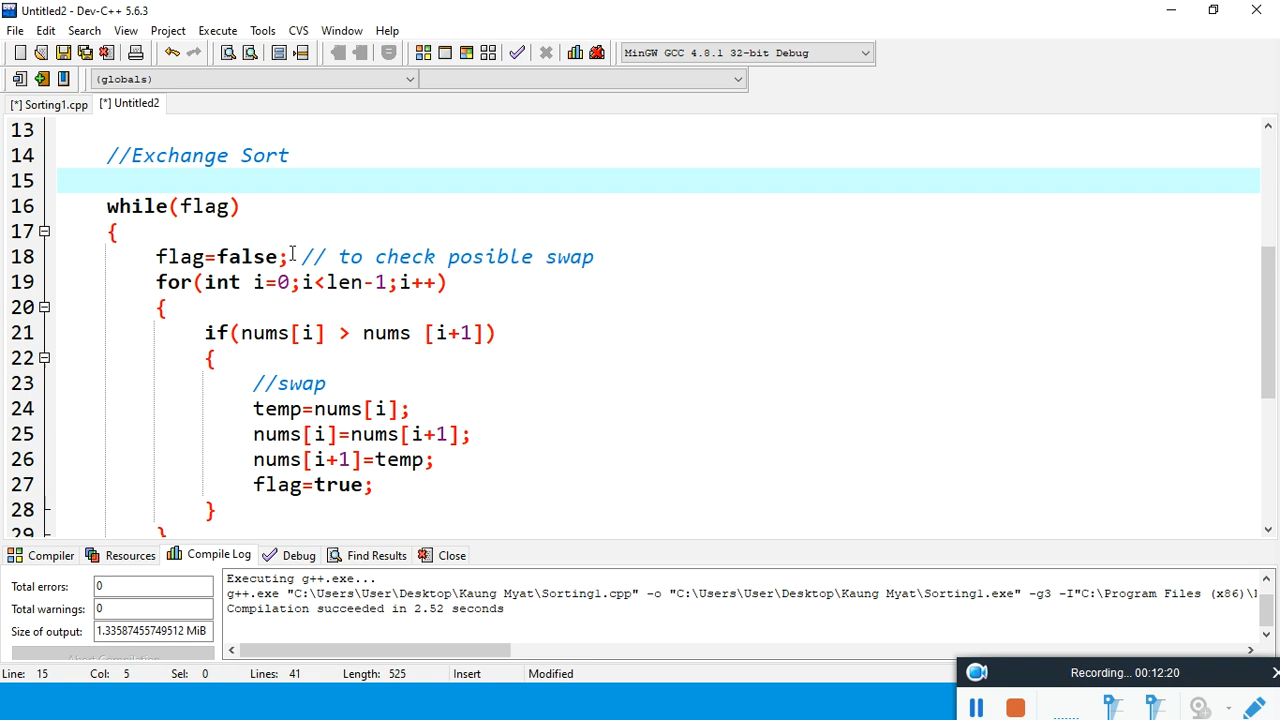 Untitled2 - Dev-C++ 5.6.3
File Edit Search View Project Execute Tools CVS Window Help
MinGW GCC 4.8.1 32-bit Debug
(globals)
[*] Sorting1.cpp [*] Untitled2
13
14 //Exchange Sort
15
16 while(flag)
17 {
18 flag=false; // to check posible swap
19 for(int i=0;i<len-1;i++)
20 {
21 if(nums[i] > nums [i+1])
22 {
23 //swap
24 temp=nums[i];
25 nums[i]=nums[i+1];
26 nums[i+1]=temp;
27 flag=true;
28 }
29 }
Compiler Resources Compile Log Debug Find Results Close
Total errors: 0
Total warnings: 0
Size of output: 1.33587455749512 MiB
Abort Compilation
Executing g++.exe...
g++.exe "C:\Users\User\Desktop\Kaung Myat\Sorting1.cpp" -o "C:\Users\User\Desktop\Kaung Myat\Sorting1.exe" -g3 -I"C:\Program Files (x86)\
Compilation succeeded in 2.52 seconds
Line: 15 Col: 5 Sel: 0 Lines: 41 Length: 525 Insert Modified
Recording... 00:12:20